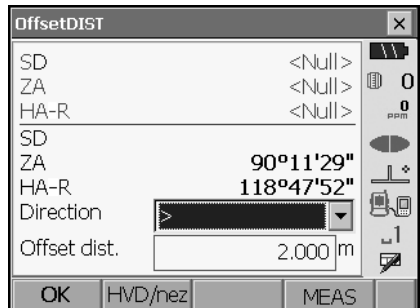 OffsetDIST
SD <Null>
ZA <Null>
HA-R <Null>
SD
ZA 90°11'29"
HA-R 118°47'52"
Direction >
Offset dist. 2.000 m
0
0
PPM
1
OK HVD/nez MEAS